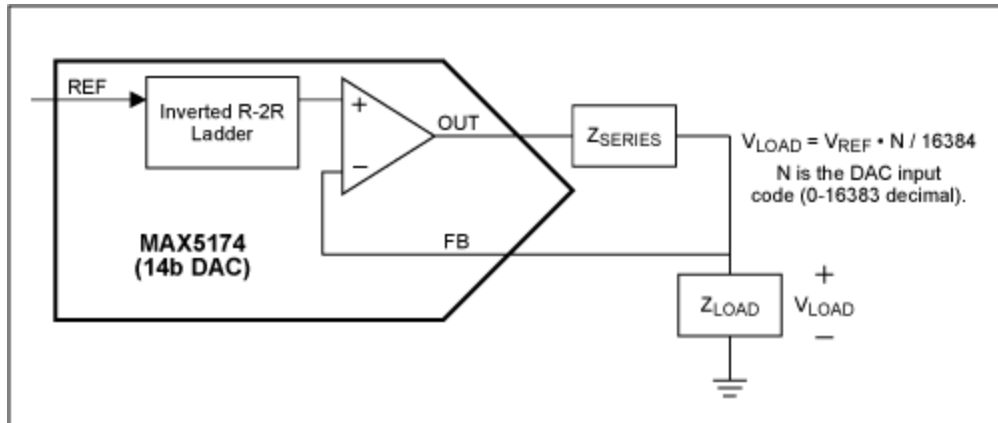 REF
Inverted R-2R
Ladder
+
−
OUT
FB
MAX5174
(14b DAC)
ZSERIES
VLOAD = VREF • N / 16384
N is the DAC input
code (0-16383 decimal).
ZLOAD
+
VLOAD
−